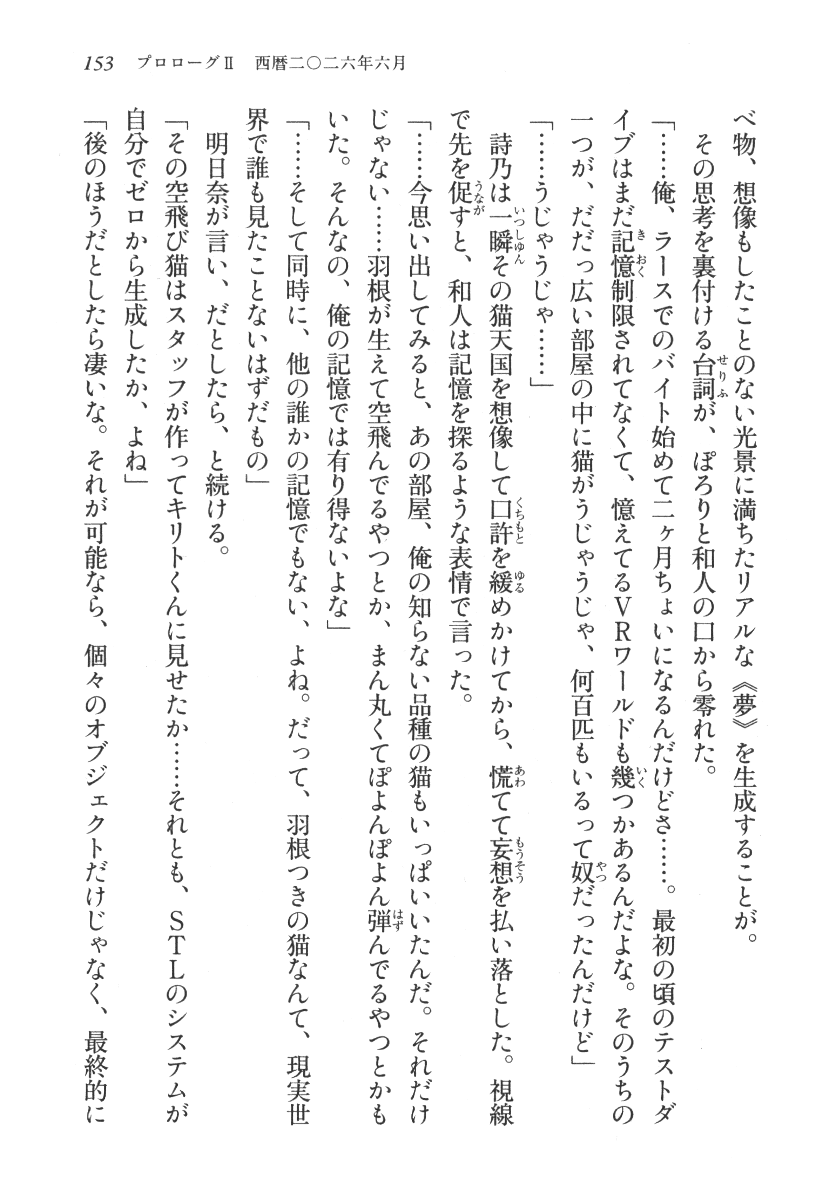 153　プロローグⅡ　西暦二〇二六年六月
べ物、想像もしたことのない光景に満ちたリアルな《夢》を生成することが。
その思考を裏付ける台詞が、ぽろりと和人の口から零れた。
「……俺、ラースでのバイト始めて二ヶ月ちょいになるんだけどさ……。最初の頃のテストダ
イブはまだ記憶制限されてなくて、憶えてるＶＲワールドも幾つかあるんだよな。そのうちの
一つが、だだっ広い部屋の中に猫がうじゃうじゃ、何百匹もいるって奴だったんだけど」
「……うじゃうじゃ……」
詩乃は一瞬その猫天国を想像して口許を緩めかけてから、慌てて妄想を払い落とした。視線
で先を促すと、和人は記憶を探るような表情で言った。
「……今思い出してみると、あの部屋、俺の知らない品種の猫もいっぱいいたんだ。それだけ
じゃない……羽根が生えて空飛んでるやつとか、まん丸くてぽよんぽよん弾んでるやつとかも
いた。そんなの、俺の記憶では有り得ないよな」
「……そして同時に、他の誰かの記憶でもない、よね。だって、羽根つきの猫なんて、現実世
界で誰も見たことないはずだもの」
明日奈が言い、だとしたら、と続ける。
「その空飛び猫はスタッフが作ってキリトくんに見せたか……それとも、ＳＴＬのシステムが
自分でゼロから生成したか、よね」
「後のほうだとしたら凄いな。それが可能なら、個々のオブジェクトだけじゃなく、最終的に